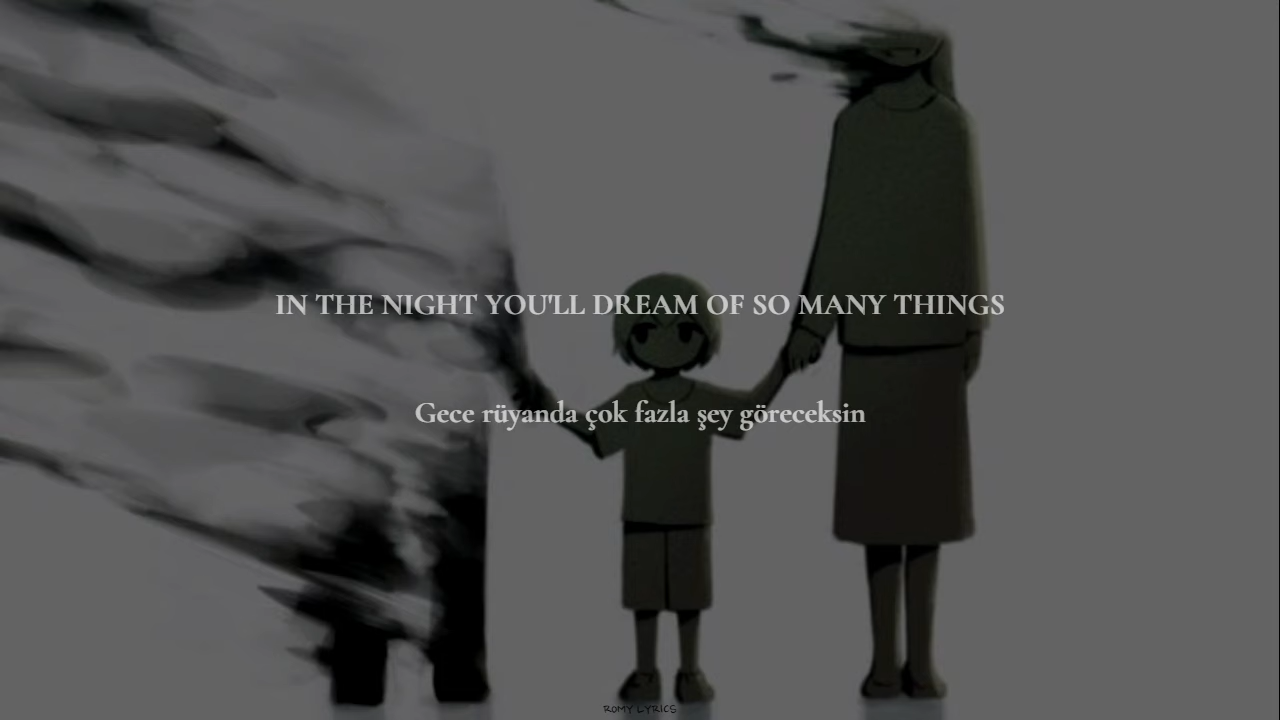 IN THE NIGHT YOU'LL DREAM OF SO MANY THINGS
Gece rüyanda çok fazla şey göreceksin
ROMY LYRICS